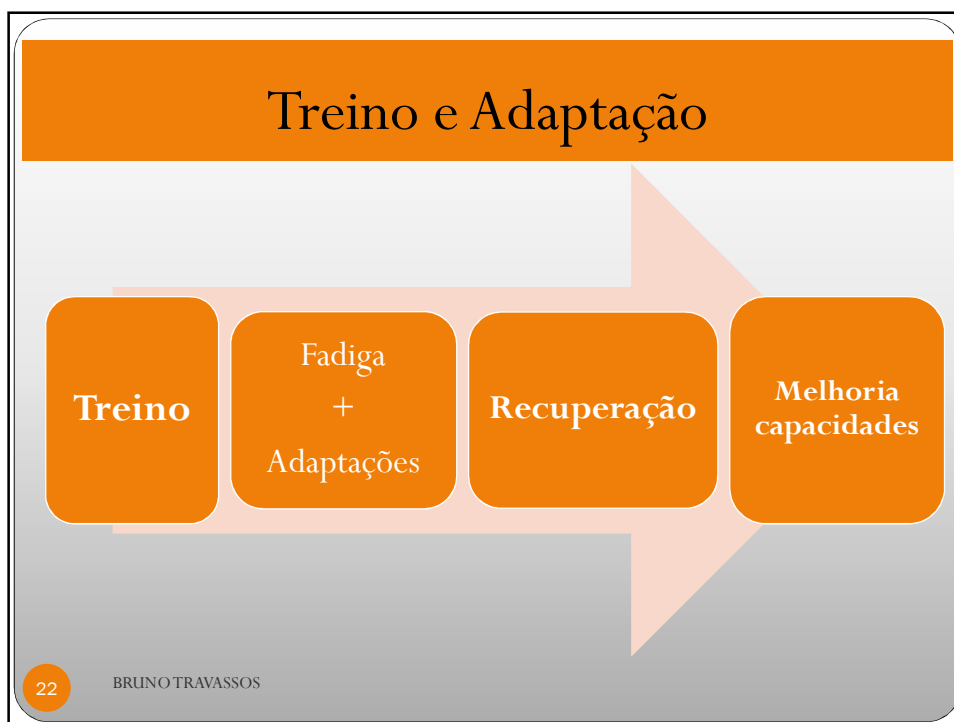 Treino e Adaptação
Treino
Fadiga
+
Adaptações
Recuperação
Melhoria
capacidades
22
BRUNO TRAVASSOS